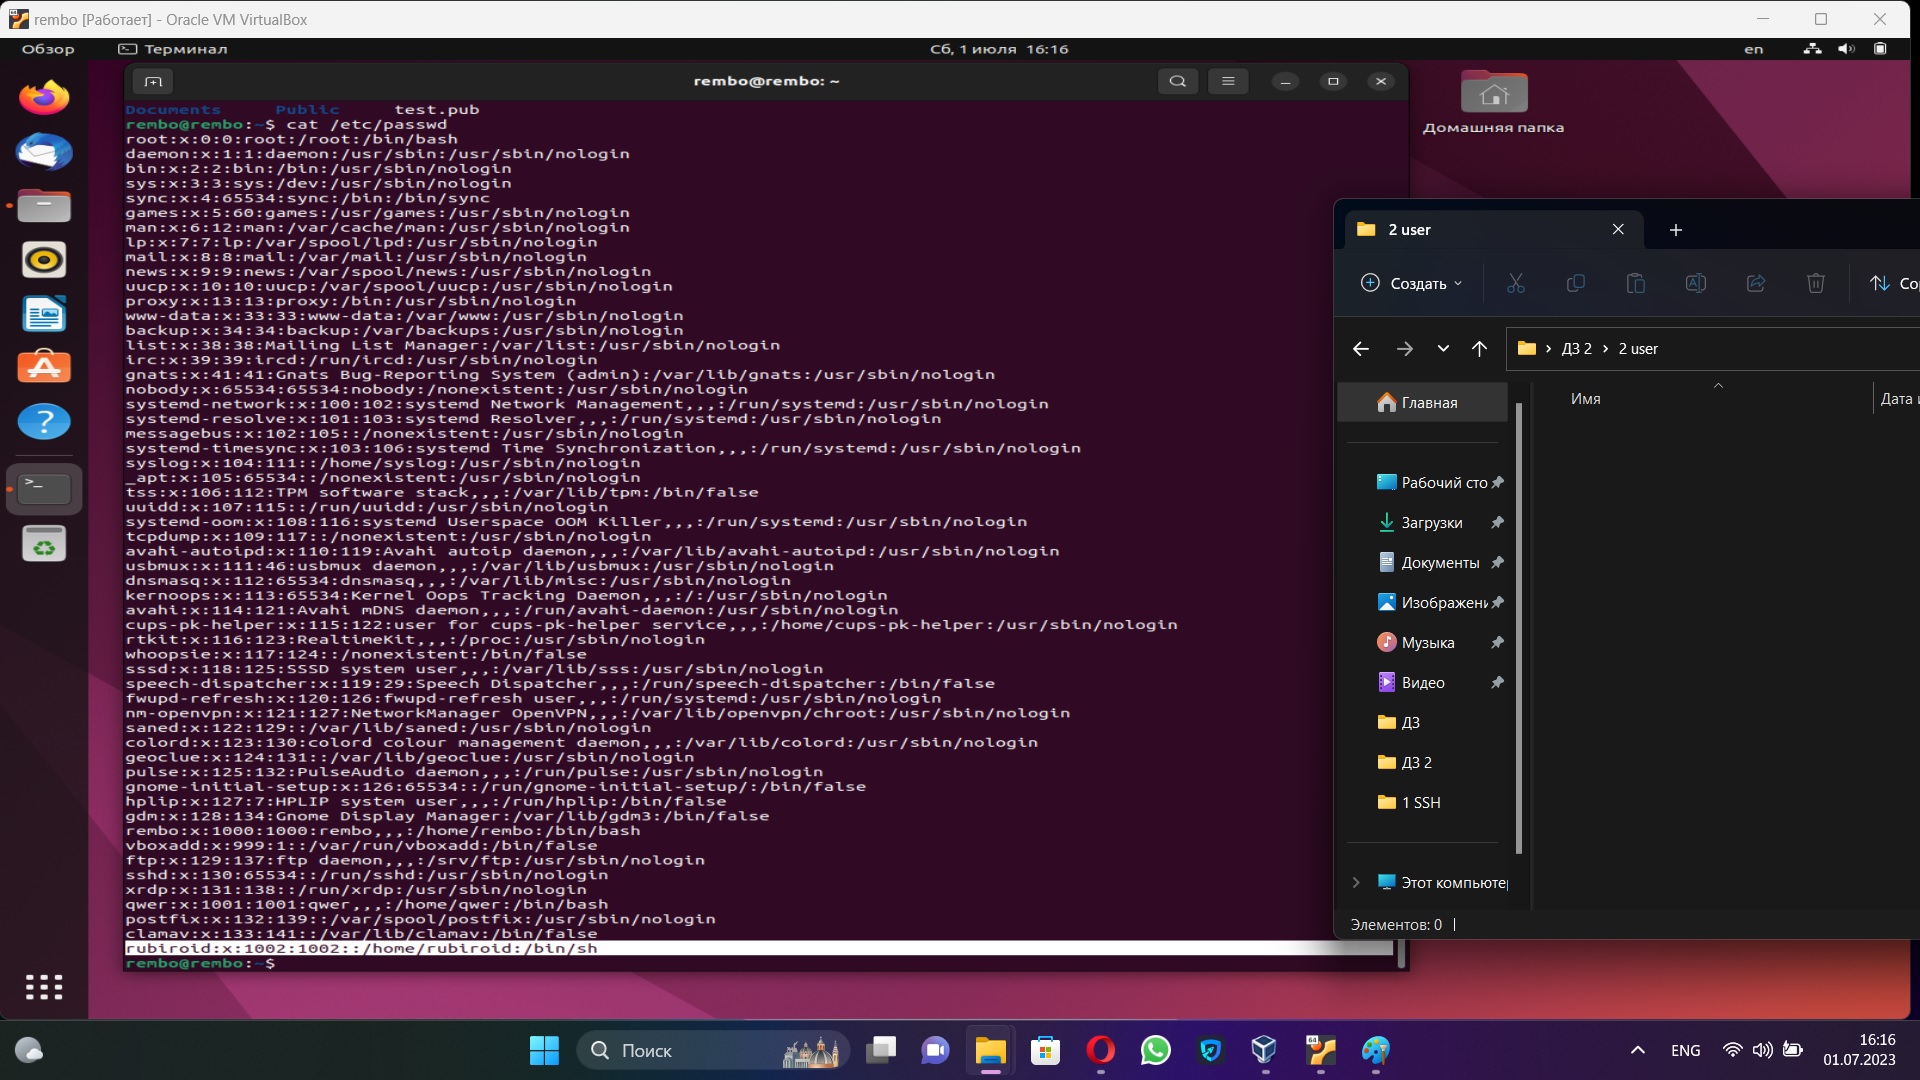 rembo [Работает] - Oracle VM VirtualBox
Обзор
Терминал
Сб, 1 июля 16:16
en
rembo@rembo: ~
Documents Public test.pub
rembo@rembo:~$ cat /etc/passwd
root:x:0:0:root:/root:/bin/bash
daemon:x:1:1:daemon:/usr/sbin:/usr/sbin/nologin
bin:x:2:2:bin:/bin:/usr/sbin/nologin
sys:x:3:3:sys:/dev:/usr/sbin/nologin
sync:x:4:65534:sync:/bin:/bin/sync
games:x:5:60:games:/usr/games:/usr/sbin/nologin
man:x:6:12:man:/var/cache/man:/usr/sbin/nologin
lp:x:7:7:lp:/var/spool/lpd:/usr/sbin/nologin
mail:x:8:8:mail:/var/mail:/usr/sbin/nologin
news:x:9:9:news:/var/spool/news:/usr/sbin/nologin
uucp:x:10:10:uucp:/var/spool/uucp:/usr/sbin/nologin
proxy:x:13:13:proxy:/bin:/usr/sbin/nologin
www-data:x:33:33:www-data:/var/www:/usr/sbin/nologin
backup:x:34:34:backup:/var/backups:/usr/sbin/nologin
list:x:38:38:Mailing List Manager:/var/list:/usr/sbin/nologin
irc:x:39:39:ircd:/run/ircd:/usr/sbin/nologin
gnats:x:41:41:Gnats Bug-Reporting System (admin):/var/lib/gnats:/usr/sbin/nologin
nobody:x:65534:65534:nobody:/nonexistent:/usr/sbin/nologin
systemd-network:x:100:102:systemd Network Management,,,:/run/systemd:/usr/sbin/nologin
systemd-resolve:x:101:103:systemd Resolver,,,:/run/systemd:/usr/sbin/nologin
messagebus:x:102:105::/nonexistent:/usr/sbin/nologin
systemd-timesync:x:103:106:systemd Time Synchronization,,,:/run/systemd:/usr/sbin/nologin
syslog:x:104:111::/home/syslog:/usr/sbin/nologin
_apt:x:105:65534::/nonexistent:/usr/sbin/nologin
tss:x:106:112:TPM software stack,,,:/var/lib/tpm:/bin/false
uuidd:x:107:115::/run/uuidd:/usr/sbin/nologin
systemd-oom:x:108:116:systemd Userspace OOM Killer,,,:/run/systemd:/usr/sbin/nologin
tcpdump:x:109:117::/nonexistent:/usr/sbin/nologin
avahi-autoipd:x:110:119:Avahi autoip daemon,,,:/var/lib/avahi-autoipd:/usr/sbin/nologin
usbmux:x:111:46:usbmux daemon,,,:/var/lib/usbmux:/usr/sbin/nologin
dnsmasq:x:112:65534:dnsmasq,,,:/var/lib/misc:/usr/sbin/nologin
kernoops:x:113:65534:Kernel Oops Tracking Daemon,,,:/:/usr/sbin/nologin
avahi:x:114:121:Avahi mDNS daemon,,,:/run/avahi-daemon:/usr/sbin/nologin
cups-pk-helper:x:115:122:user for cups-pk-helper service,,,:/home/cups-pk-helper:/usr/sbin/nologin
rtkit:x:116:123:RealtimeKit,,,:/proc:/usr/sbin/nologin
whoopsie:x:117:124::/nonexistent:/bin/false
sssd:x:118:125:SSSD system user,,,:/var/lib/sss:/usr/sbin/nologin
speech-dispatcher:x:119:29:Speech Dispatcher,,,:/run/speech-dispatcher:/bin/false
fwupd-refresh:x:120:126:fwupd-refresh user,,,:/run/systemd:/usr/sbin/nologin
nm-openvpn:x:121:127:NetworkManager OpenVPN,,,:/var/lib/openvpn/chroot:/usr/sbin/nologin
saned:x:122:129::/var/lib/saned:/usr/sbin/nologin
colord:x:123:130:colord colour management daemon,,,:/var/lib/colord:/usr/sbin/nologin
geoclue:x:124:131::/var/lib/geoclue:/usr/sbin/nologin
pulse:x:125:132:PulseAudio daemon,,,:/run/pulse:/usr/sbin/nologin
gnome-initial-setup:x:126:65534::/run/gnome-initial-setup/:/bin/false
hplip:x:127:7:HPLIP system user,,,:/run/hplip:/bin/false
gdm:x:128:134:Gnome Display Manager:/var/lib/gdm3:/bin/false
rembo:x:1000:1000:rembo,,,:/home/rembo:/bin/bash
vboxadd:x:999:1::/var/run/vboxadd:/bin/false
ftp:x:129:137:ftp daemon,,,:/srv/ftp:/usr/sbin/nologin
sshd:x:130:65534::/run/sshd:/usr/sbin/nologin
xrdp:x:131:138::/run/xrdp:/usr/sbin/nologin
qwer:x:1001:1001:qwer,,,:/home/qwer:/bin/bash
postfix:x:132:139::/var/spool/postfix:/usr/sbin/nologin
clamav:x:133:141::/var/lib/clamav:/bin/false
rubiroid:x:1002:1002::/home/rubiroid:/bin/sh
rembo@rembo:~$
Домашняя папка
2 user
Создать
Сор
ДЗ 2 › 2 user
Имя
Дата и
Главная
Рабочий сто
Загрузки
Документы
Изображени
Музыка
Видео
ДЗ
ДЗ 2
1 SSH
Этот компьютер
Элементов: 0
Поиск
64
ENG
16:16
01.07.2023